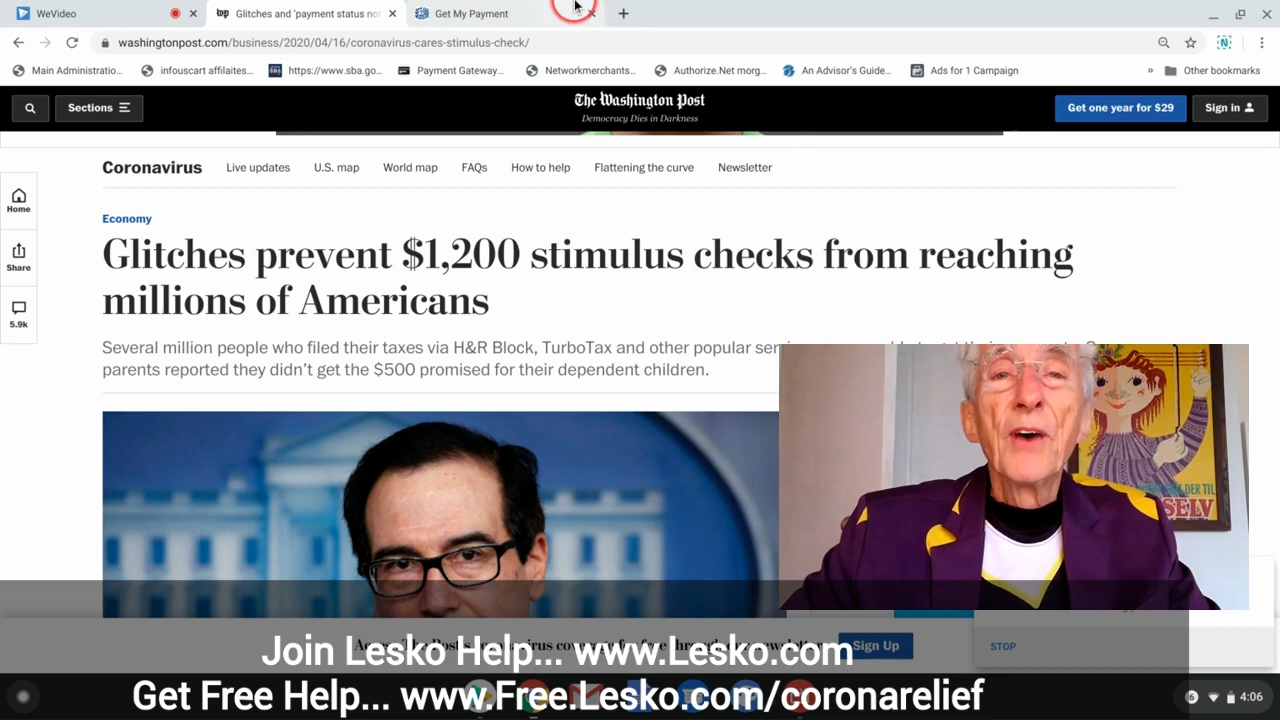 WeVideo
Glitches and 'payment status no
Get My Payment
washingtonpost.com/business/2020/04/16/coronavirus-cares-stimulus-check/
Main Administratio...
infouscart affilaites...
https://www.sba.go...
Payment Gateway...
Networkmerchants...
Authorize.Net morg...
An Advisor's Guide...
Ads for 1 Campaign
»
Other bookmarks
Sections
The Washington Post
Democracy Dies in Darkness
Get one year for $29
Sign in
Coronavirus
Live updates
U.S. map
World map
FAQs
How to help
Flattening the curve
Newsletter
Home
Share
5.9k
Economy
Glitches prevent $1,200 stimulus checks from reaching
millions of Americans
Several million people who filed their taxes via H&R Block, TurboTax and other popular
parents reported they didn't get the $500 promised for their dependent children.
SELV
Sign Up
STOP
Join Lesko Help... www.Lesko.com
Get Free Help... www.Free.Lesko.com/coronarelief
6
4:06